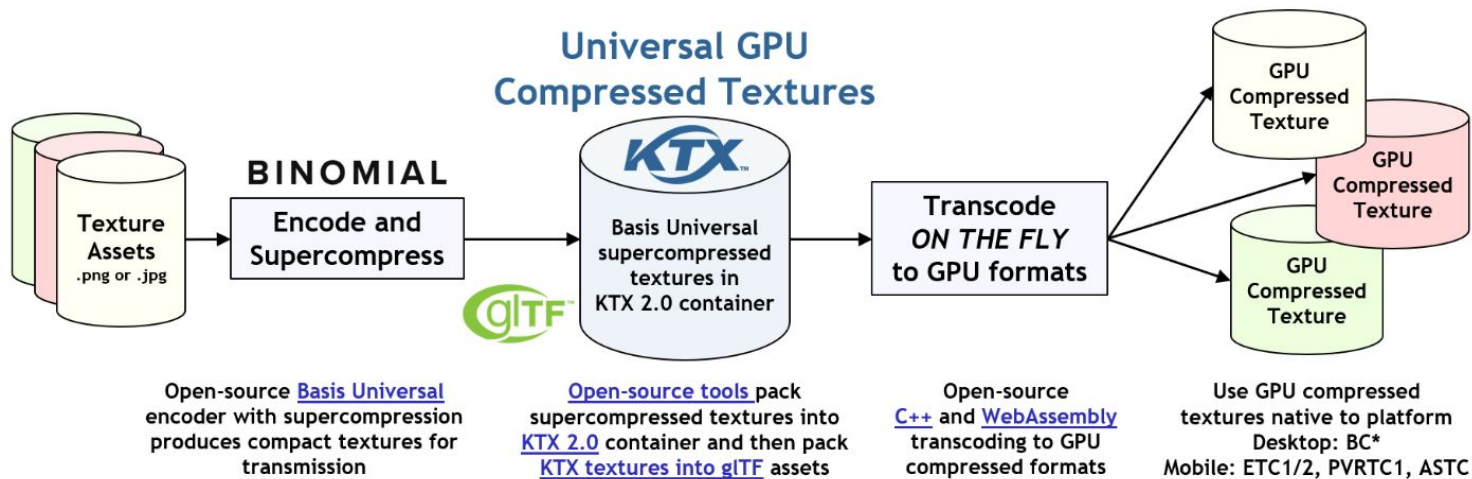 Universal GPU
Compressed Textures
Texture
Assets
.png or .jpg
BINOMIAL
Encode and
Supercompress
glTF™
KTX™
Basis Universal
supercompressed
textures in
KTX 2.0 container
Transcode
ON THE FLY
to GPU formats
GPU
Compressed
Texture
GPU
Compressed
Texture
GPU
Compressed
Texture
Open-source Basis Universal
encoder with supercompression
produces compact textures for
transmission
Open-source tools pack
supercompressed textures into
KTX 2.0 container and then pack
KTX textures into glTF assets
Open-source
C++ and WebAssembly
transcoding to GPU
compressed formats
Use GPU compressed
textures native to platform
Desktop: BC*
Mobile: ETC1/2, PVRTC1, ASTC